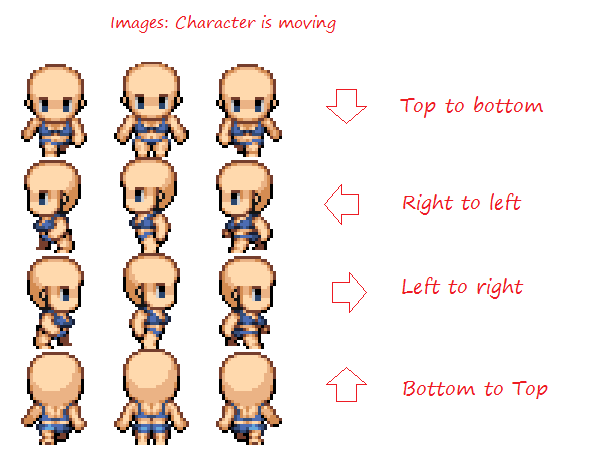 Images: Character is moving
Top to bottom
Right to left
Left to right
Bottom to Top